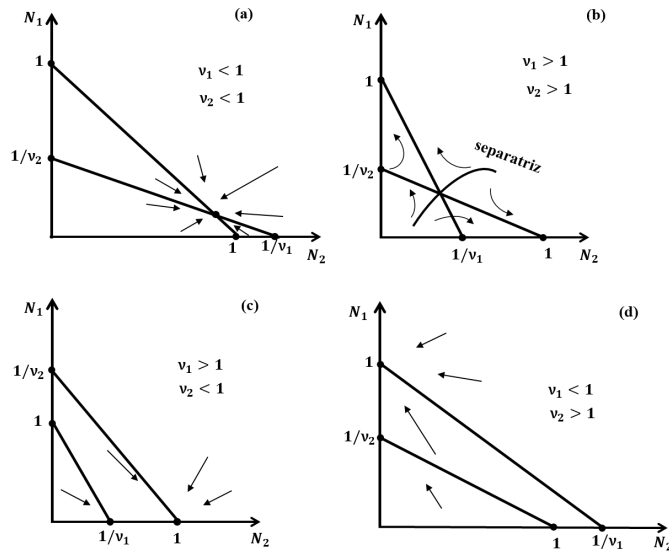 (a)
N₁
1
ν₁ < 1
ν₂ < 1
1/ν₂
1
1/ν₁
N₂
(b)
N₁
ν₁ > 1
ν₂ > 1
1
separatriz
1/ν₂
1/ν₁
1
N₂
(c)
N₁
ν₁ > 1
ν₂ < 1
1/ν₂
1
1/ν₁
1
N₂
(d)
N₁
1
ν₁ < 1
ν₂ > 1
1/ν₂
1
1/ν₁
N₂